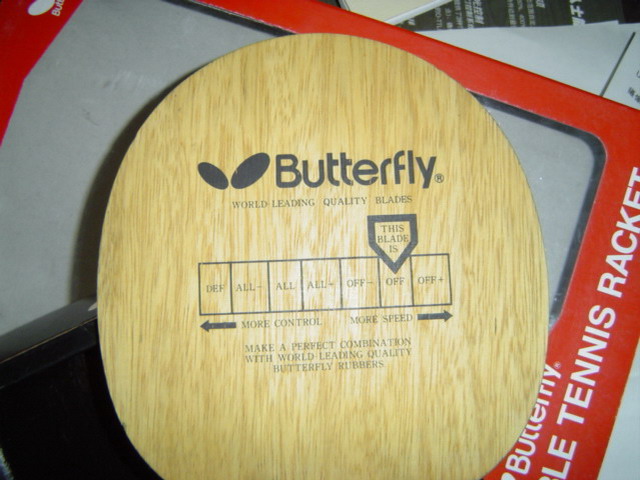 Butterfly®
WORLD-LEADING QUALITY BLADES
THIS
BLADE
IS
DEF ALL- ALL ALL+ OFF- OFF OFF+
MORE CONTROL MORE SPEED
MAKE A PERFECT COMBINATION
WITH WORLD-LEADING QUALITY
BUTTERFLY RUBBERS
Butterfly
BLE TENNIS RACKET